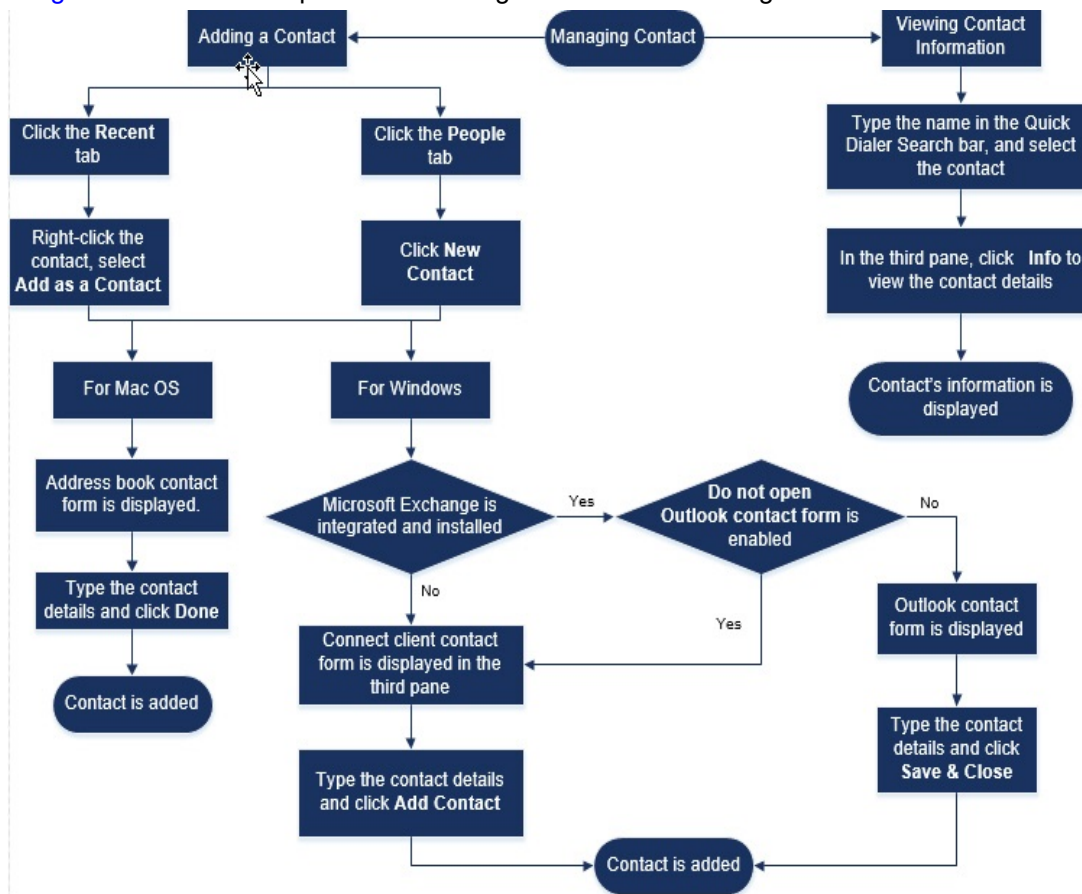 Adding a Contact
Managing Contact
Viewing Contact
Information
Click the Recent
tab
Click the People
tab
Type the name in the Quick
Dialer Search bar, and select
the contact
Right-click the
contact, select
Add as a Contact
Click New
Contact
In the third pane, click Info to
view the contact details
For Mac OS
For Windows
Contact's information is
displayed
Address book contact
form is displayed.
Microsoft Exchange is
integrated and installed
Yes
Do not open
Outlook contact form is
enabled
No
Type the contact
details and click Done
No
Yes
Outlook contact
form is displayed
Connect client contact
form is displayed in the
third pane
Contact is added
Type the contact
details and click
Save & Close
Type the contact details
and click Add Contact
Contact is added